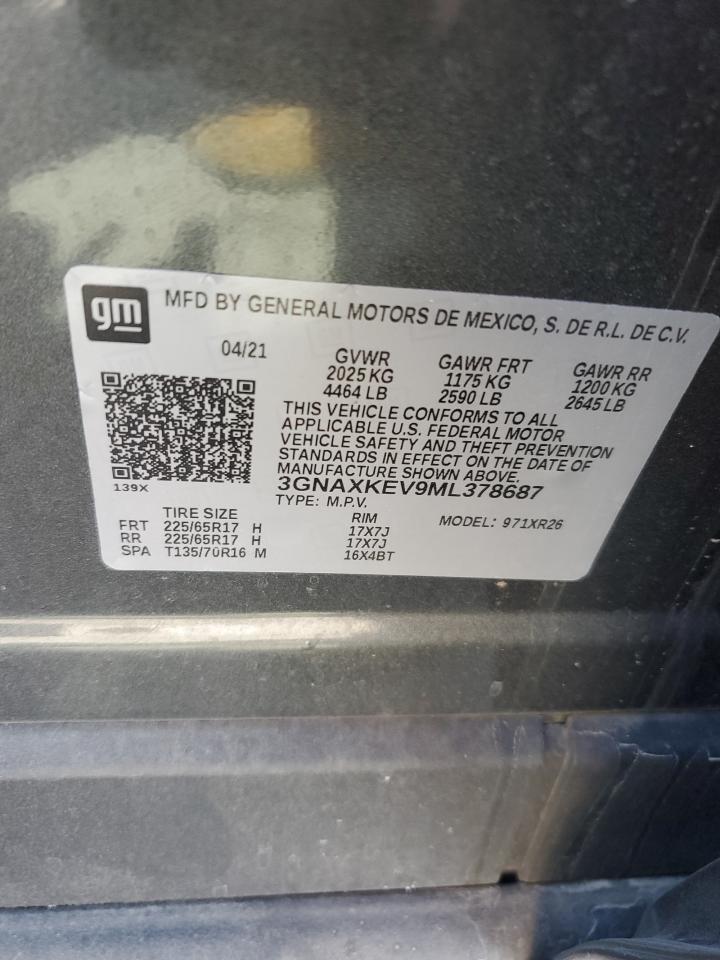 gm
MFD BY GENERAL MOTORS DE MEXICO, S. DE R.L. DE C.V.
04/21 GVWR GAWR FRT GAWR RR
2025 KG 1175 KG 1200 KG
4464 LB 2590 LB 2645 LB
THIS VEHICLE CONFORMS TO ALL
APPLICABLE U.S. FEDERAL MOTOR
VEHICLE SAFETY AND THEFT PREVENTION
STANDARDS IN EFFECT ON THE DATE OF
MANUFACTURE SHOWN ABOVE.
139X
3GNAXKEV9ML378687
TYPE: M.P.V.
TIRE SIZE RIM MODEL: 971XR26
FRT 225/65R17 H 17X7J
RR 225/65R17 H 17X7J
SPA T135/70R16 M 16X4BT